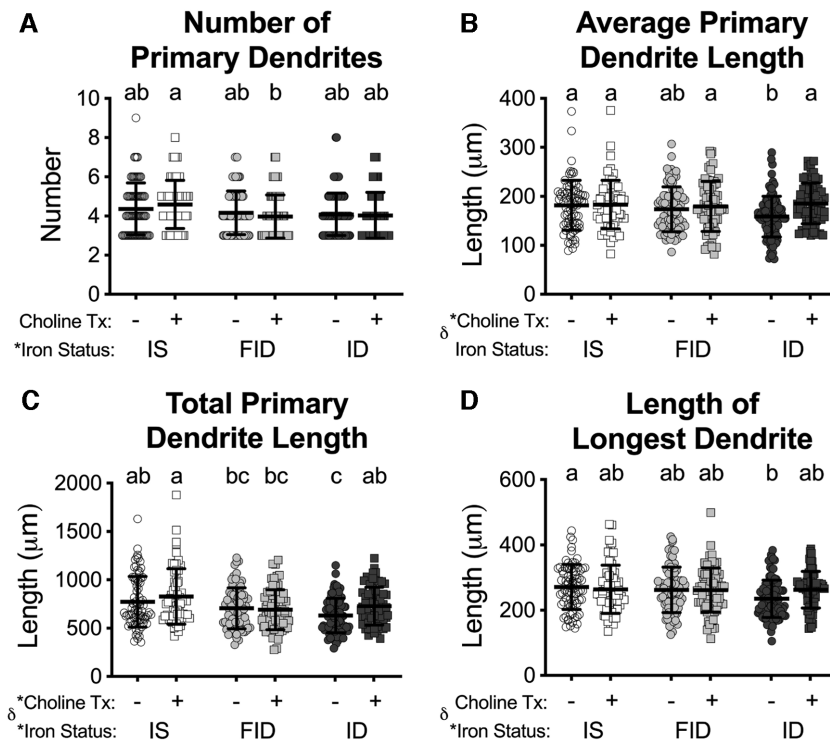 A
Number of
Primary Dendrites
ab a ab b ab ab
10
8
6
4
2
0
Number
Choline Tx: - + - + - +
*Iron Status: IS FID ID
B
Average Primary
Dendrite Length
a a ab a b a
400
300
200
100
0
Length (μm)
*Choline Tx: - + - + - +
δ
Iron Status: IS FID ID
C
Total Primary
Dendrite Length
ab a bc bc c ab
2000
1500
1000
500
0
Length (μm)
*Choline Tx: - + - + - +
δ
*Iron Status: IS FID ID
D
Length of
Longest Dendrite
a ab ab ab b ab
600
400
200
0
Length (μm)
Choline Tx: - + - + - +
δ
*Iron Status: IS FID ID